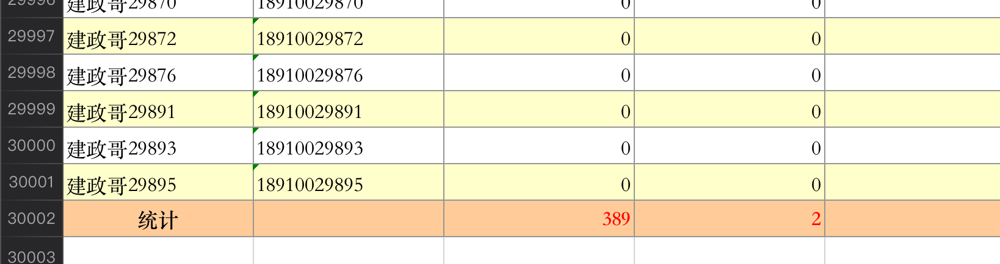 29996 建政哥29870 18910029870 0 0
29997 建政哥29872 18910029872 0 0
29998 建政哥29876 18910029876 0 0
29999 建政哥29891 18910029891 0 0
30000 建政哥29893 18910029893 0 0
30001 建政哥29895 18910029895 0 0
30002 统计 389 2
30003